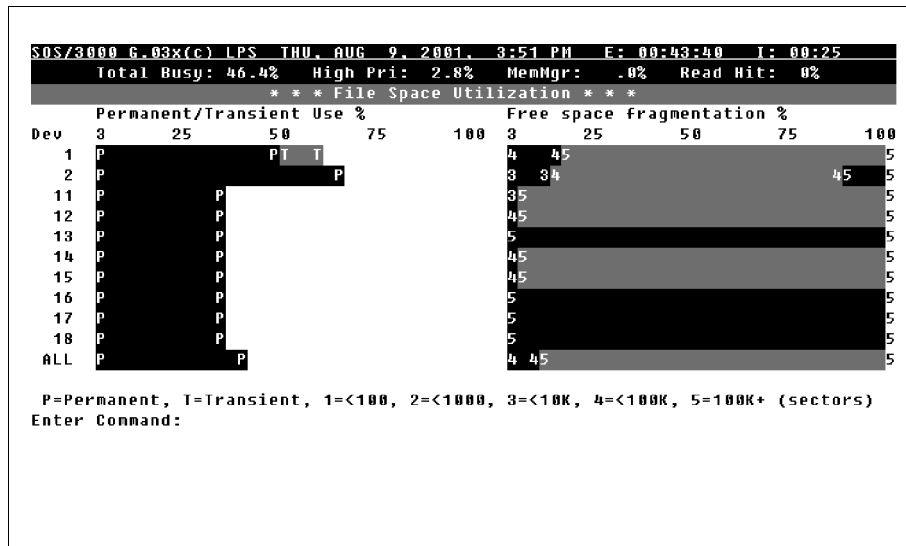 SOS/3000 G.03x(c) LPS THU, AUG 9, 2001, 3:51 PM E: 00:43:40 I: 00:25
Total Busy: 46.4% High Pri: 2.8% MemMgr: .0% Read Hit: 0%
* * * File Space Utilization * * *
Permanent/Transient Use % Free space fragmentation %
Dev 3 25 50 75 100 3 25 50 75 100
1 P PT T 4 45 5
2 P P 3 34 45 5
11 P P 35 5
12 P P 45 5
13 P P 5 5
14 P P 45 5
15 P P 45 5
16 P P 5 5
17 P P 5 5
18 P P 5 5
ALL P P 4 45 5
P=Permanent, T=Transient, 1=<100, 2=<1000, 3=<10K, 4=<100K, 5=100K+ (sectors)
Enter Command: